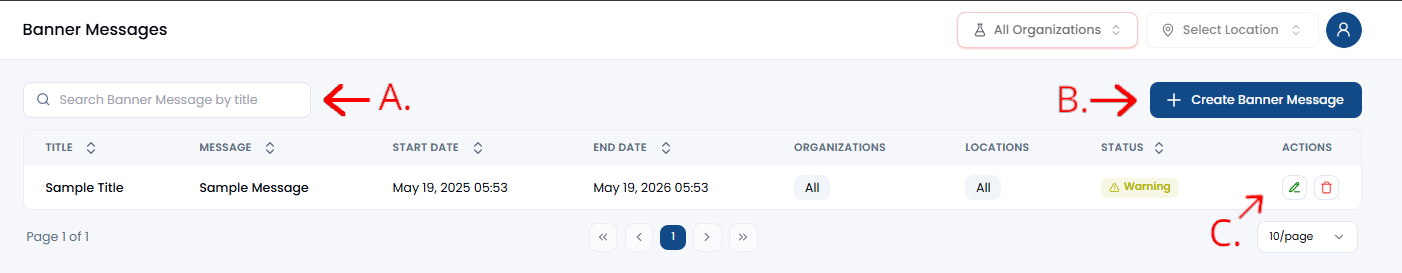 Banner Messages
All Organizations
Select Location
Search Banner Message by title
A.
B.
Create Banner Message
TITLE MESSAGE START DATE END DATE ORGANIZATIONS LOCATIONS STATUS ACTIONS
Sample Title Sample Message May 19, 2025 05:53 May 19, 2026 05:53 All All Warning
C.
Page 1 of 1
1
10/page